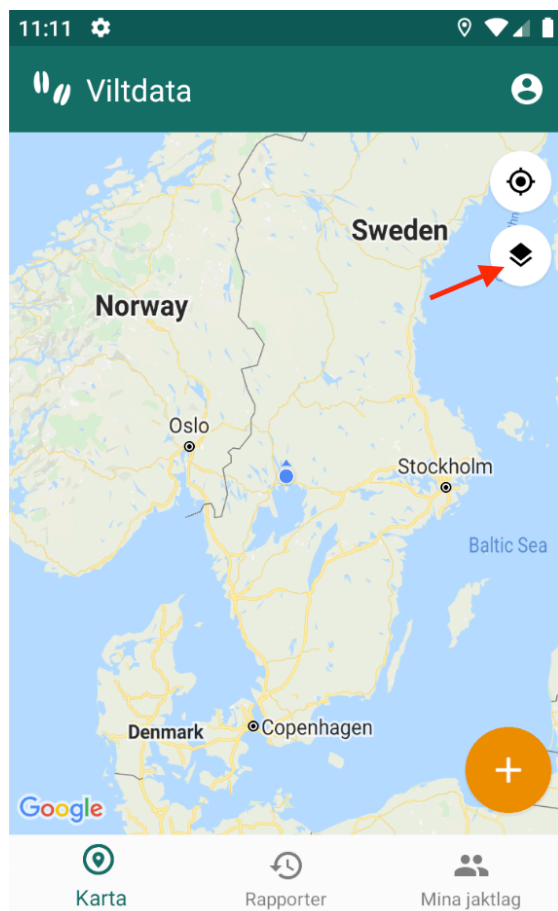 11:11
Viltdata
Sweden
Norway
Oslo
Stockholm
Baltic Sea
Denmark
Copenhagen
Google
+
Karta
Rapporter
Mina jaktlag